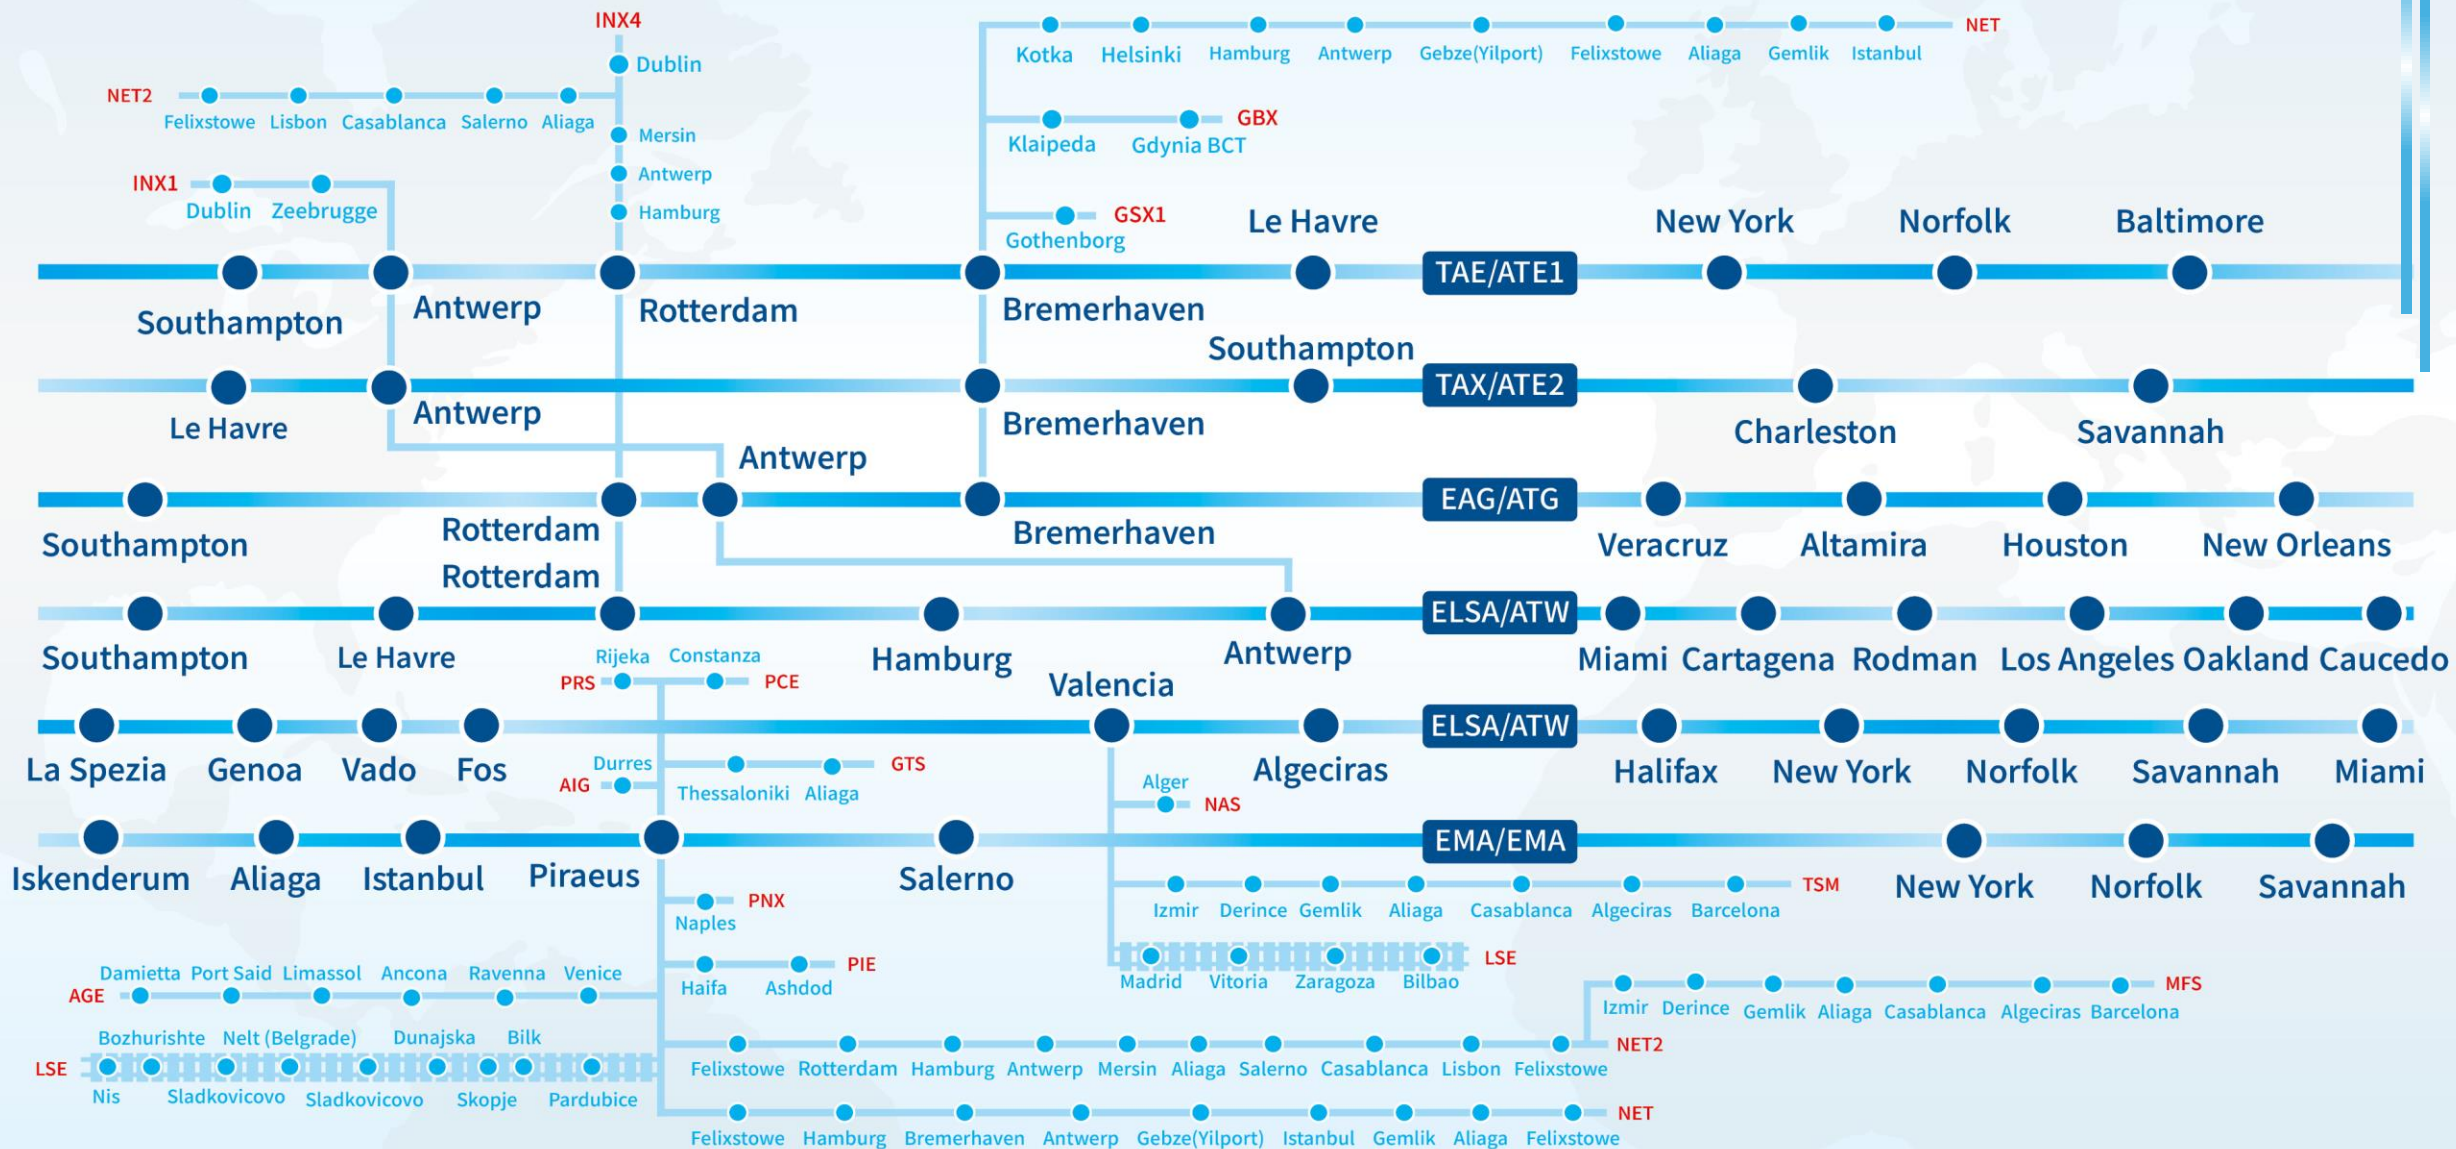 INX4
NET
Dublin
Kotka Helsinki Hamburg Antwerp Gebze(Yilport) Felixstowe Aliaga Gemlik Istanbul
NET2
Felixstowe Lisbon Casablanca Salerno Aliaga
GBX
Mersin
Klaipeda Gdynia BCT
Antwerp
INX1
Dublin Zeebrugge
Hamburg
GSX1
Gothenborg
Le Havre New York Norfolk Baltimore
TAE/ATE1
Southampton Antwerp Rotterdam Bremerhaven
Southampton
TAX/ATE2
Le Havre Antwerp Bremerhaven Charleston Savannah
Antwerp
EAG/ATG
Southampton Rotterdam Bremerhaven Veracruz Altamira Houston New Orleans
Rotterdam
ELSA/ATW
Southampton Le Havre Hamburg Antwerp Miami Cartagena Rodman Los Angeles Oakland Caucedo
Rijeka Constanza
PRS PCE
Valencia
ELSA/ATW
La Spezia Genoa Vado Fos Algeciras Halifax New York Norfolk Savannah Miami
Durres
GTS
AIG
Thessaloniki Aliaga
Alger
NAS
EMA/EMA
Iskenderum Aliaga Istanbul Piraeus Salerno New York Norfolk Savannah
TSM
Izmir Derince Gemlik Aliaga Casablanca Algeciras Barcelona
PNX
Naples
LSE
Madrid Vitoria Zaragoza Bilbao
PIE
Haifa Ashdod
Damietta Port Said Limassol Ancona Ravenna Venice
AGE
MFS
Izmir Derince Gemlik Aliaga Casablanca Algeciras Barcelona
Bozhurishte Nelt (Belgrade) Dunajska Bilk
LSE
Nis Sladkovicovo Sladkovicovo Skopje Pardubice
NET2
Felixstowe Rotterdam Hamburg Antwerp Mersin Aliaga Salerno Casablanca Lisbon Felixstowe
NET
Felixstowe Hamburg Bremerhaven Antwerp Gebze(Yilport) Istanbul Gemlik Aliaga Felixstowe